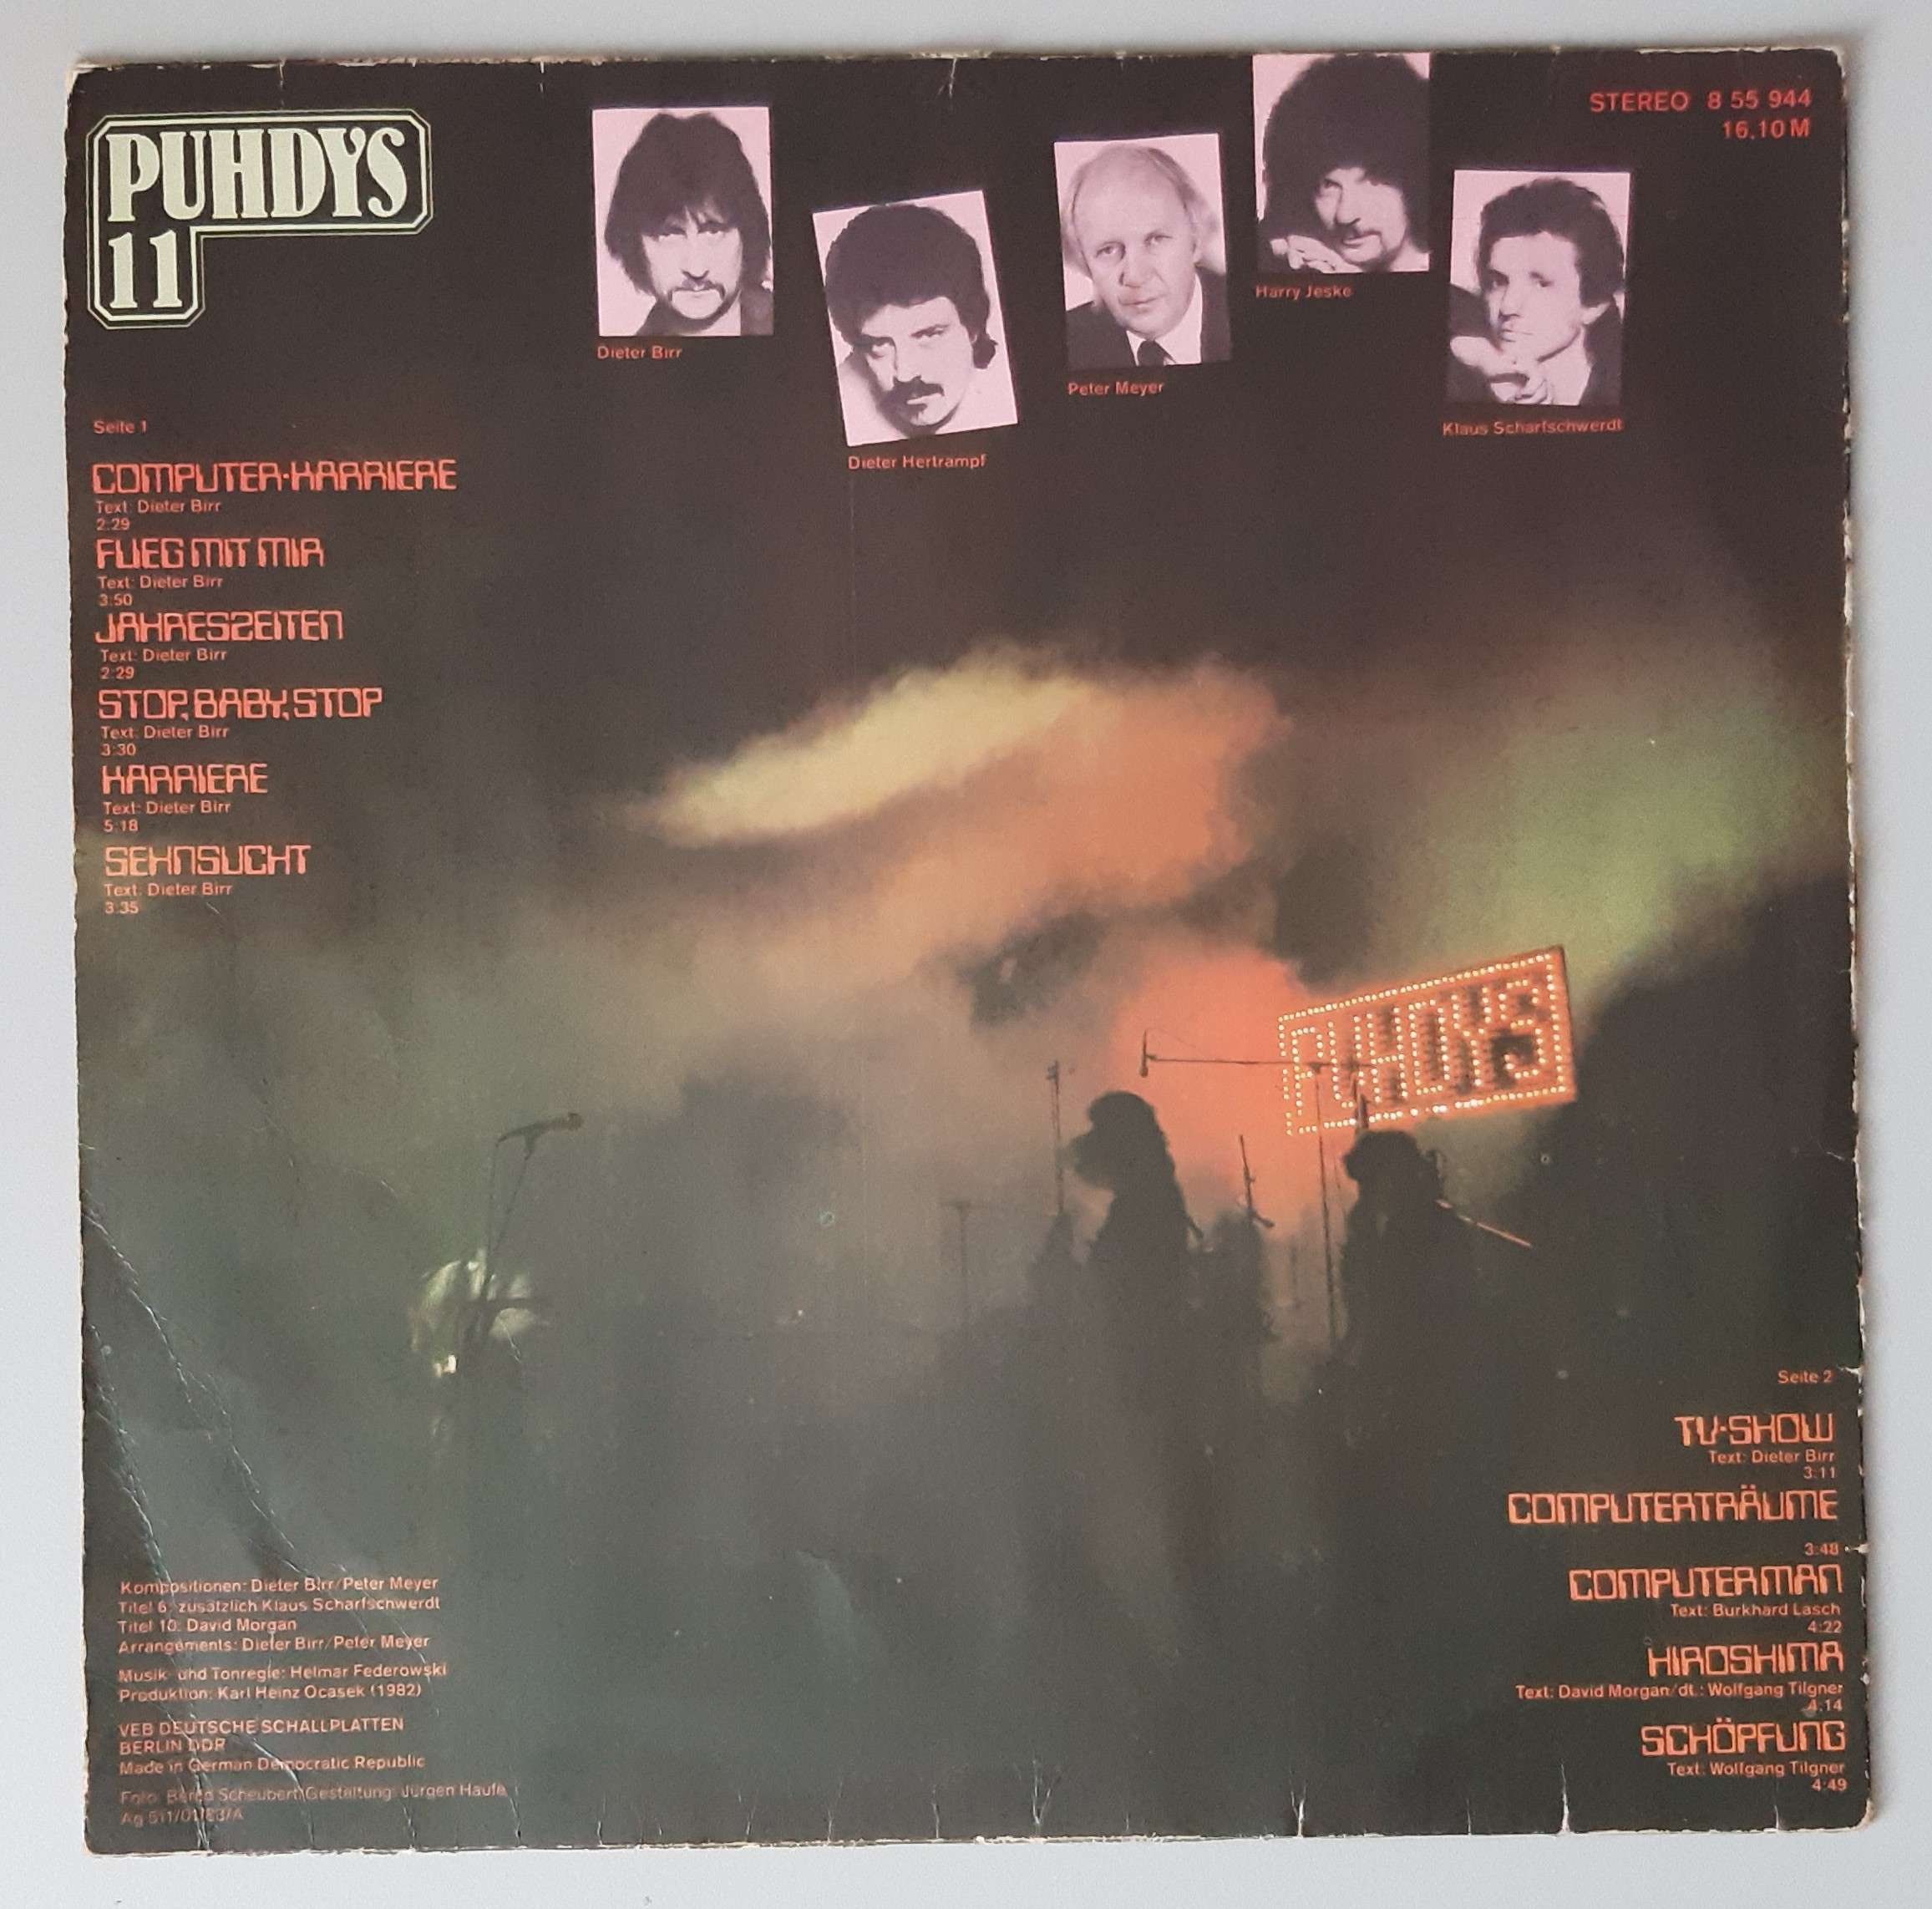 PUHDYS
11
STEREO 8 55 944
16,10 M
Dieter Birr
Dieter Hertrampf
Peter Meyer
Harry Jeske
Klaus Scharfschwerdt
Seite 1
COMPUTER-KARRIERE
Text: Dieter Birr
2:29
FLIEG MIT MIR
Text: Dieter Birr
3:50
JAHRESZEITEN
Text: Dieter Birr
2:29
STOP, BABY, STOP
Text: Dieter Birr
3:30
KARRIERE
Text: Dieter Birr
5:18
SEHNSUCHT
Text: Dieter Birr
3:35
PUHDYS
Seite 2
TV-SHOW
Text: Dieter Birr
3:11
COMPUTERTRÄUME
3:48
COMPUTERMAN
Text: Burkhard Lasch
4:22
HIROSHIMA
Text: David Morgan/dt.: Wolfgang Tilgner
4:14
SCHÖPFUNG
Text: Wolfgang Tilgner
4:49
Kompositionen: Dieter Birr/Peter Meyer
Titel 6: zusätzlich Klaus Scharfschwerdt
Titel 10: David Morgan
Arrangements: Dieter Birr/Peter Meyer
Musik- und Tonregie: Helmar Federowski
Produktion: Karl Heinz Ocasek (1982)
VEB DEUTSCHE SCHALLPLATTEN
BERLIN DDR
Made in German Democratic Republic
Foto: Bernd Scheubert/Gestaltung: Jürgen Haufe
Ag 511/01/83/A